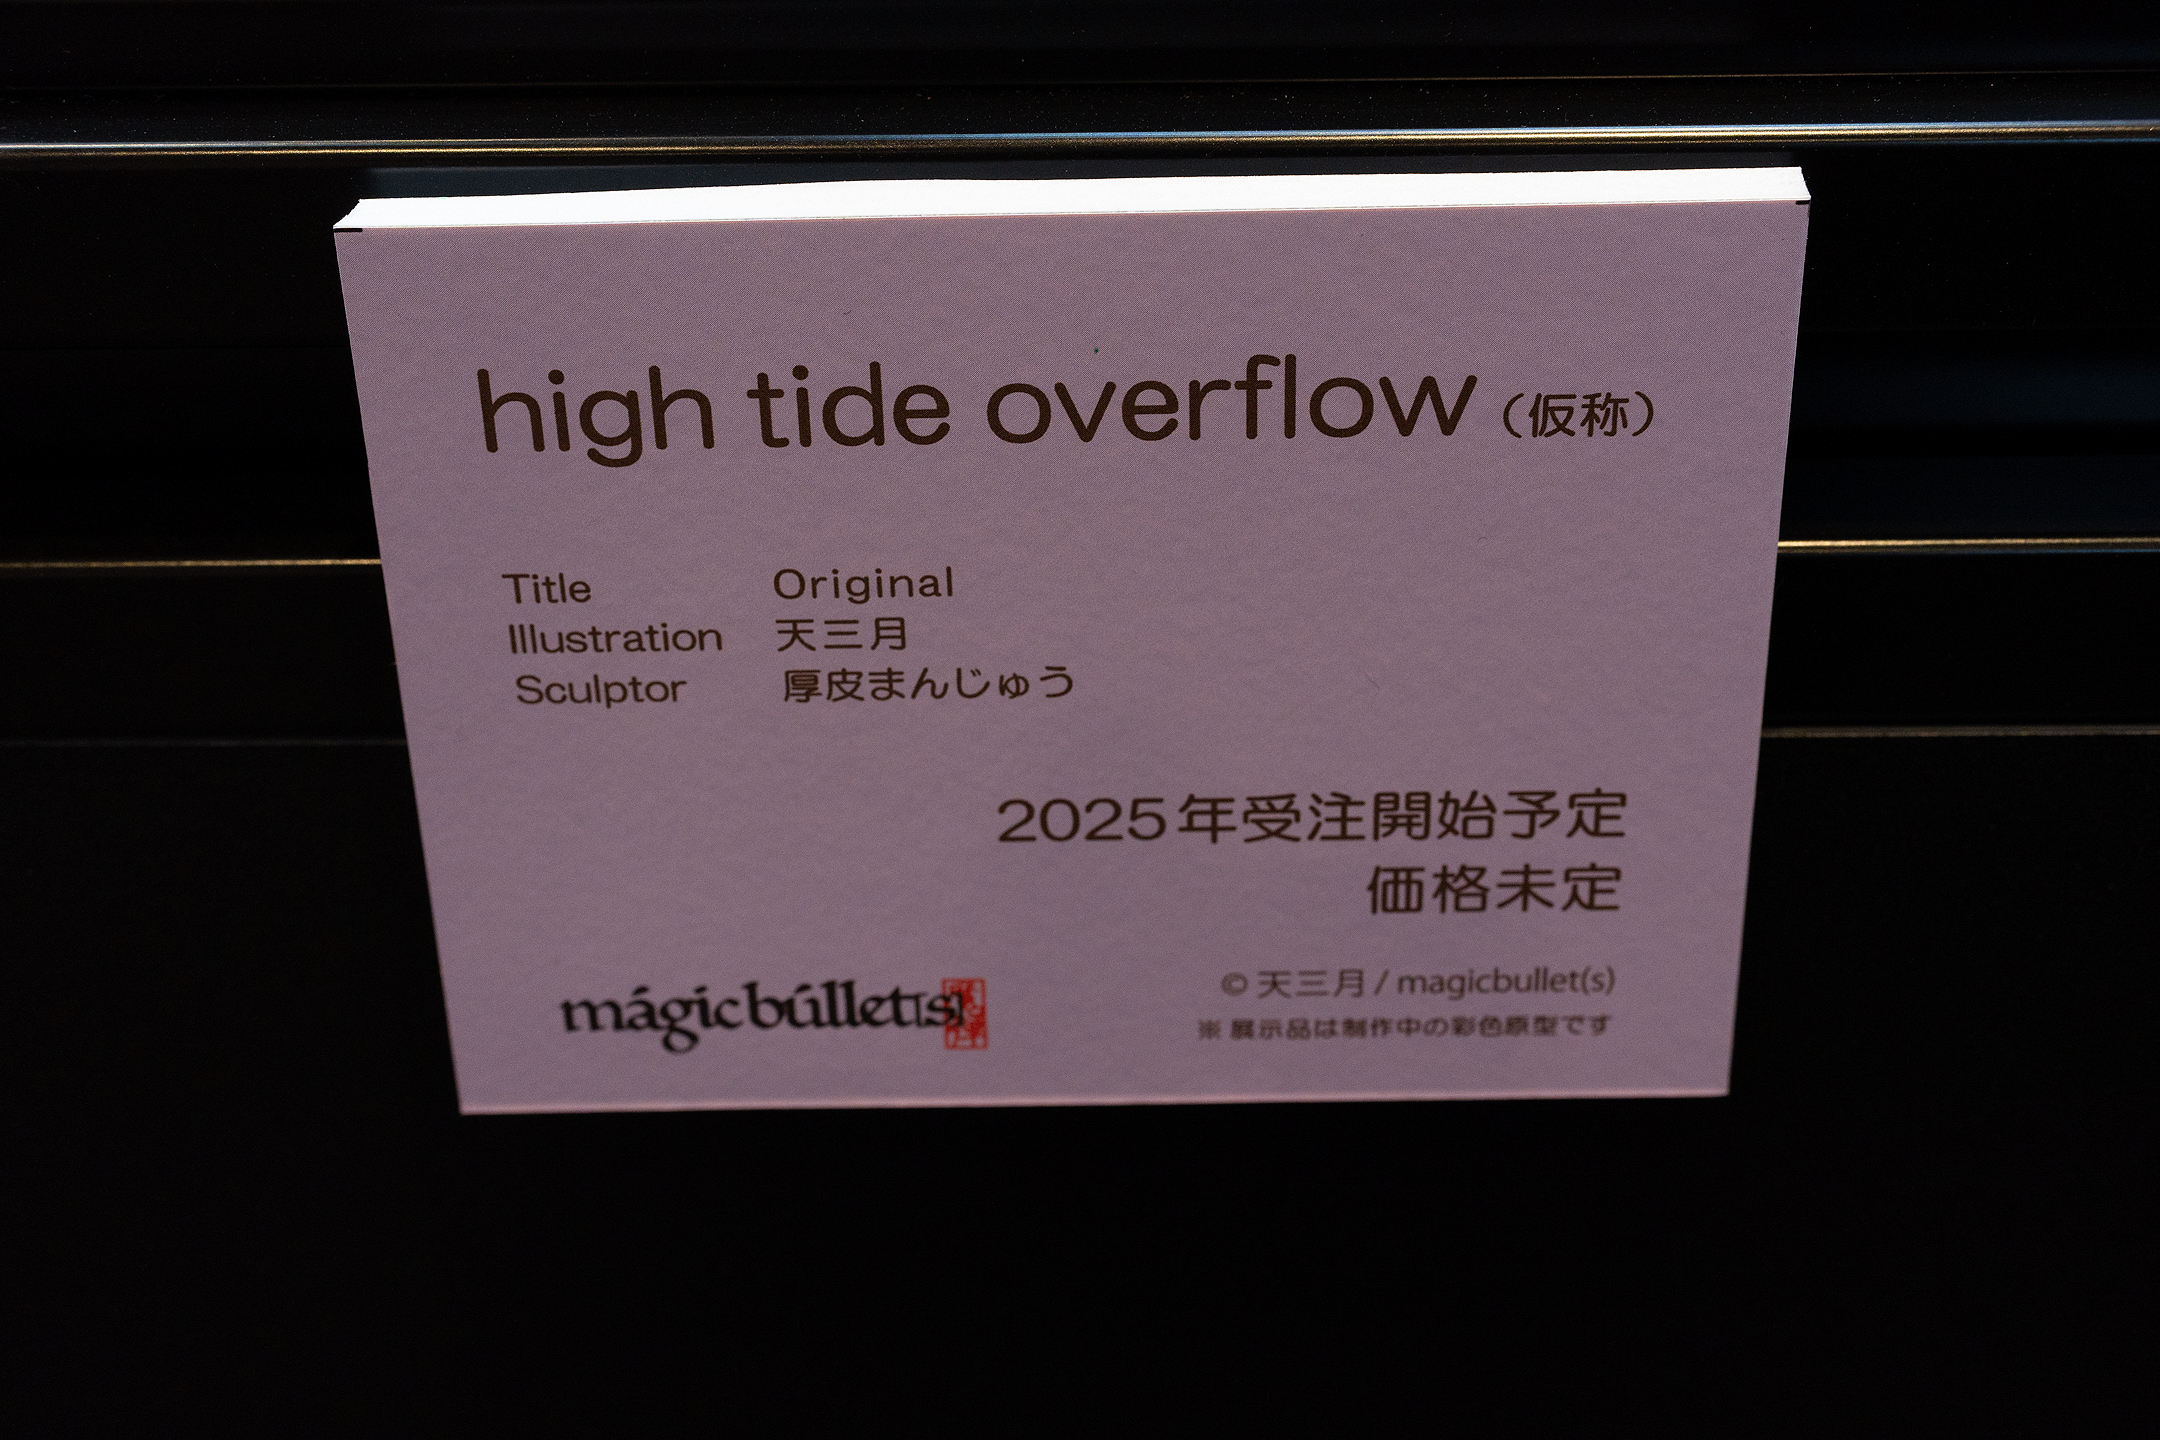 high tide overflow (仮称)
Title Original
Illustration 天三月
Sculptor 厚皮まんじゅう
2025年受注開始予定
価格未定
mágicbúllet[s]
© 天三月 / magicbullet(s)
※展示品は制作中の彩色原型です